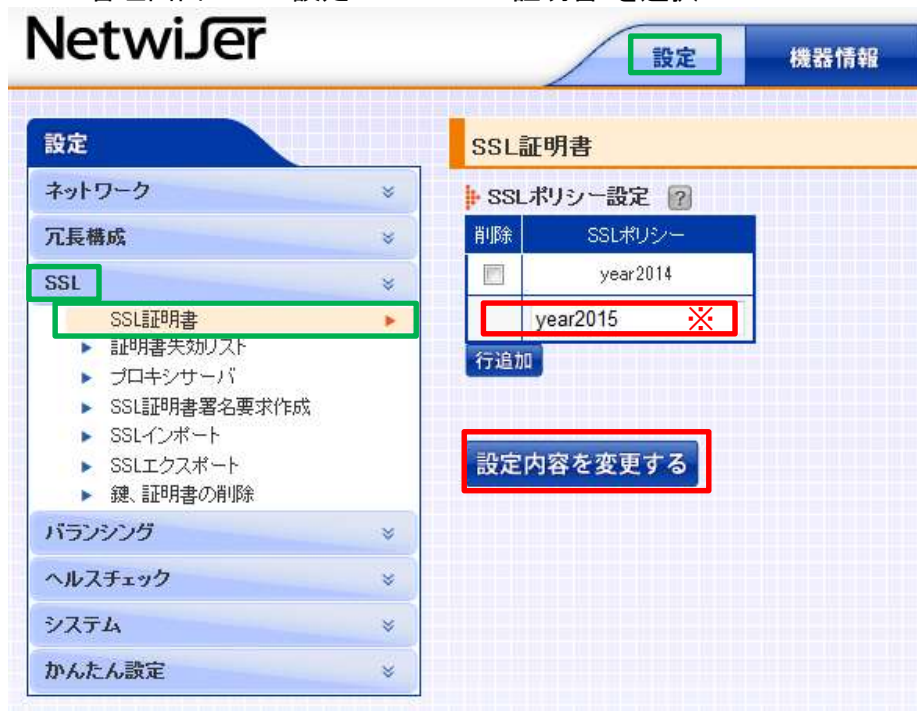 Netwiser
設定
機器情報
設定
ネットワーク
冗長構成
SSL
SSL証明書
証明書失効リスト
プロキシサーバ
SSL証明書署名要求作成
SSLインポート
SSLエクスポート
鍵、証明書の削除
バランシング
ヘルスチェック
システム
かんたん設定
SSL証明書
SSLポリシー設定 ?
削除 SSLポリシー
year2014
year2015 ※
行追加
設定内容を変更する